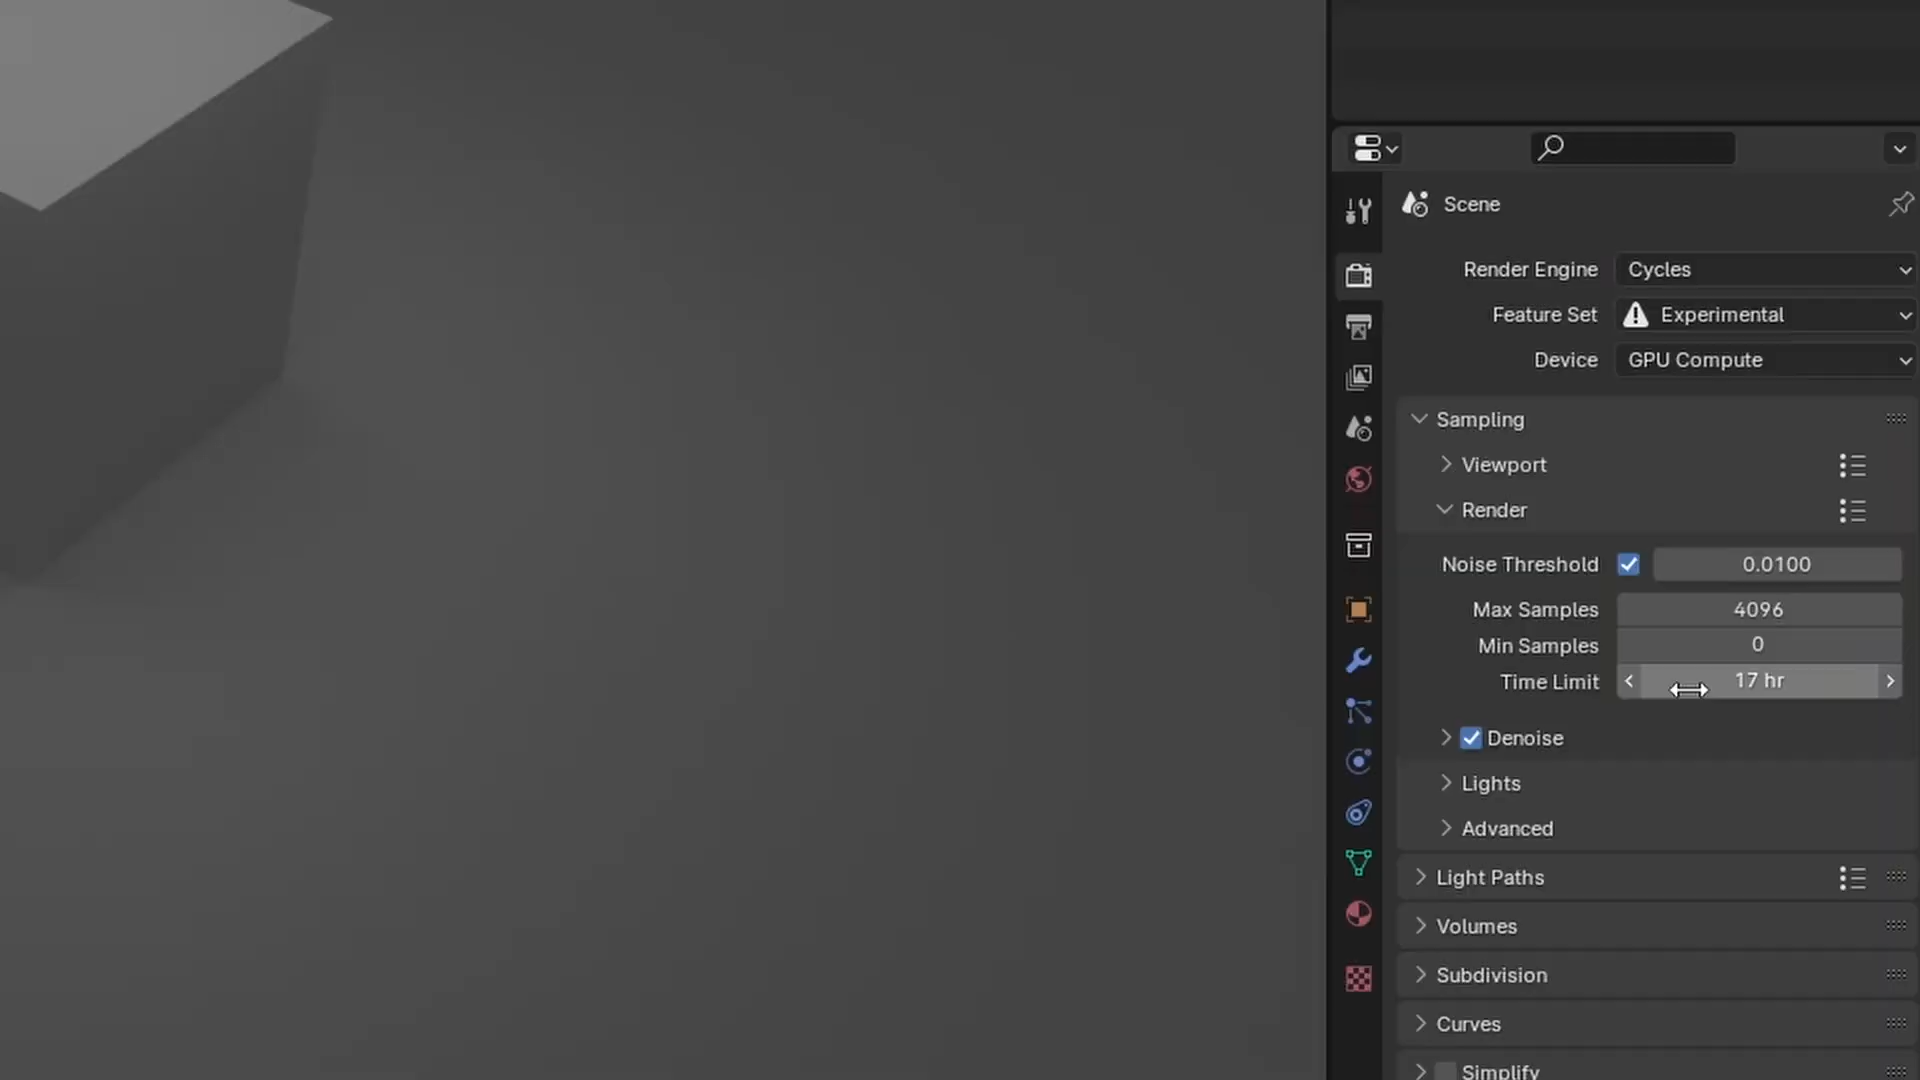 Scene
Render Engine Cycles
Feature Set Experimental
Device GPU Compute
Sampling
Viewport
Render
Noise Threshold 0.0100
Max Samples 4096
Min Samples 0
Time Limit 17 hr
Denoise
Lights
Advanced
Light Paths
Volumes
Subdivision
Curves
Simplify